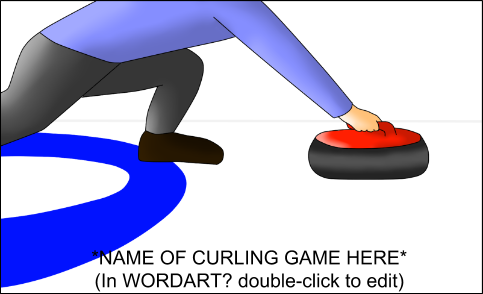 *NAME OF CURLING GAME HERE*
(In WORDART? double-click to edit)